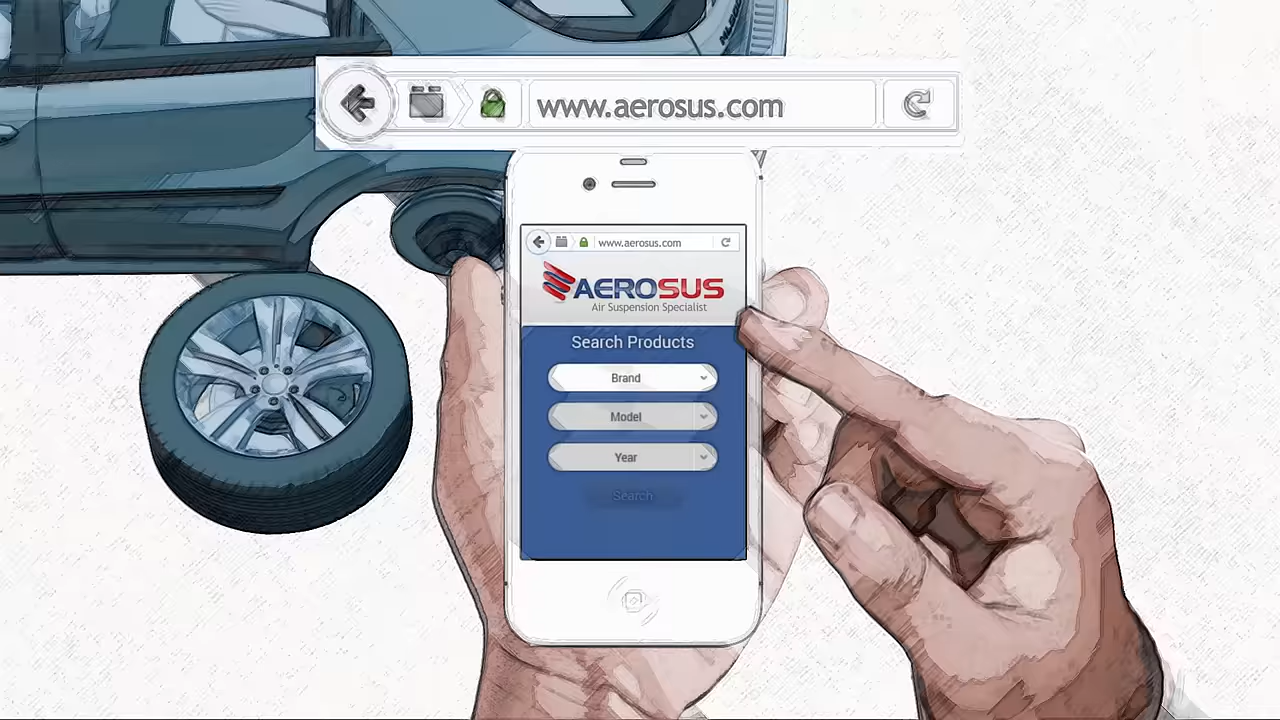 www.aerosus.com
www.aerosus.com
AEROSUS
Air Suspension Specialist
Search Products
Brand
Model
Year
Search